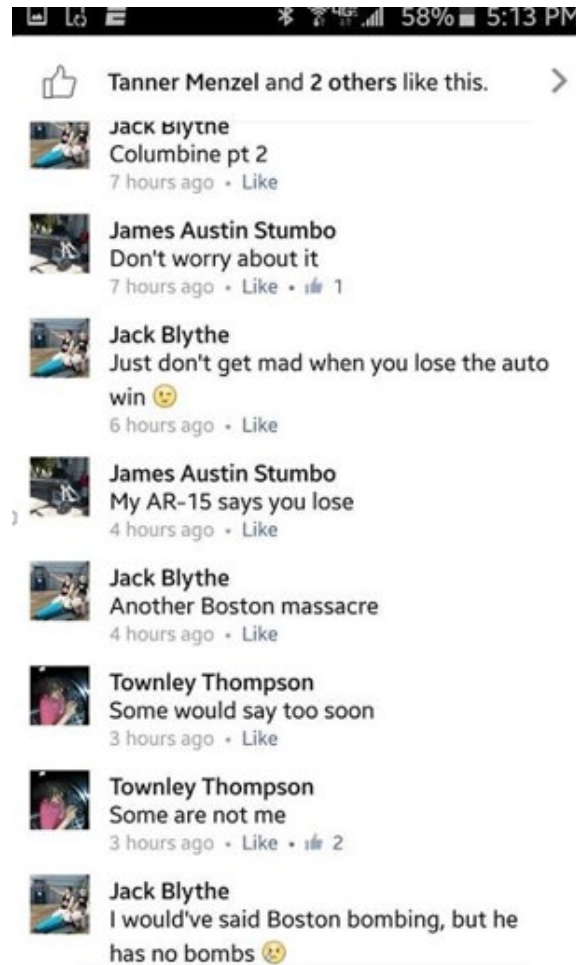 58% 5:13 PM
Tanner Menzel and 2 others like this.
Jack Blythe
Columbine pt 2
7 hours ago • Like
James Austin Stumbo
Don't worry about it
7 hours ago • Like • 1
Jack Blythe
Just don't get mad when you lose the auto
win 😉
6 hours ago • Like
James Austin Stumbo
My AR-15 says you lose
4 hours ago • Like
Jack Blythe
Another Boston massacre
4 hours ago • Like
Townley Thompson
Some would say too soon
3 hours ago • Like
Townley Thompson
Some are not me
3 hours ago • Like • 2
Jack Blythe
I would've said Boston bombing, but he
has no bombs 😢